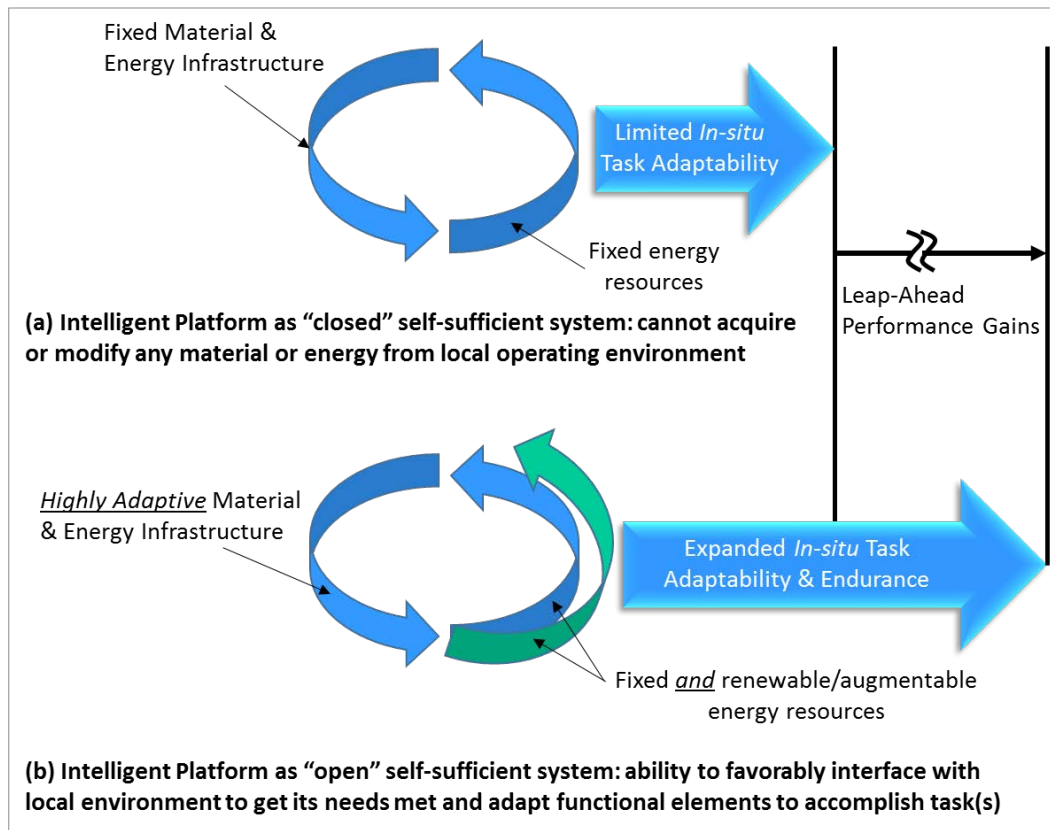 Fixed Material &
Energy Infrastructure
Limited In-situ
Task Adaptability
Fixed energy
resources
Leap-Ahead
Performance Gains
(a) Intelligent Platform as “closed” self-sufficient system: cannot acquire
or modify any material or energy from local operating environment
Highly Adaptive Material
& Energy Infrastructure
Expanded In-situ Task
Adaptability & Endurance
Fixed and renewable/augmentable
energy resources
(b) Intelligent Platform as “open” self-sufficient system: ability to favorably interface with
local environment to get its needs met and adapt functional elements to accomplish task(s)